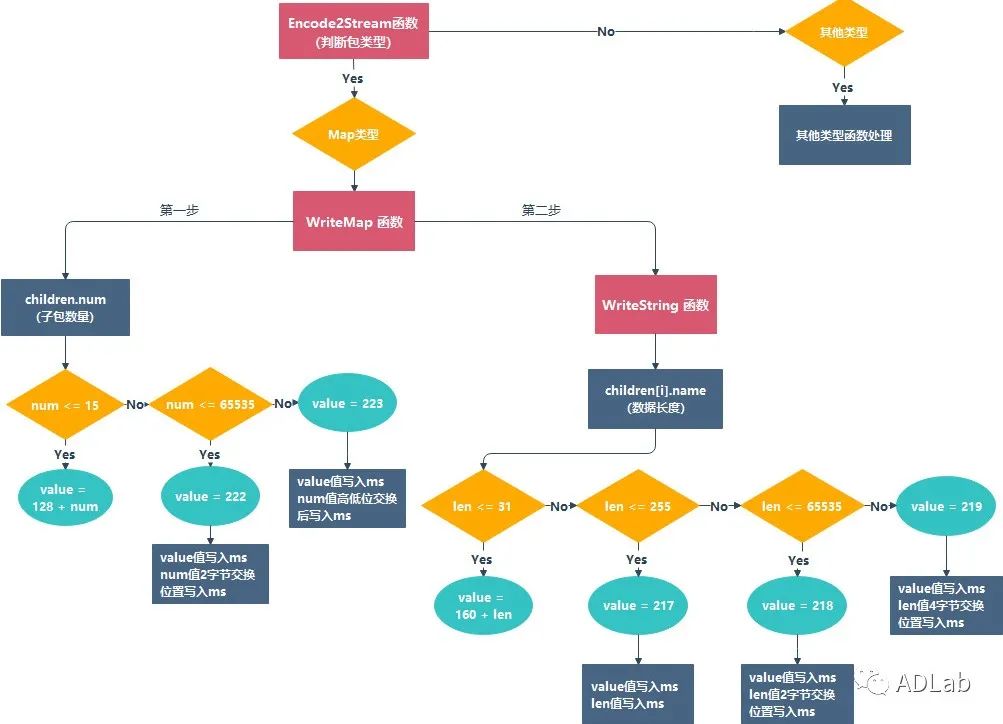 Encode2Stream函数
(判断包类型)
No
其他类型
Yes
Yes
其他类型函数处理
Map类型
WriteMap 函数
第一步
第二步
children.num
(子包数量)
WriteString 函数
children[i].name
(数据长度)
num <= 15
No
num <= 65535
No
value = 223
Yes
Yes
value =
128 + num
value = 222
value值写入ms
num值高低位交换
后写入ms
value值写入ms
num值2字节交换
位置写入ms
len <= 31
No
len <= 255
No
len <= 65535
No
value = 219
Yes
Yes
Yes
value =
160 + len
value = 217
value = 218
value值写入ms
len值4字节交换
位置写入ms
value值写入ms
len值写入ms
value值写入ms
len值2字节交换
位置写入ms
ADLab